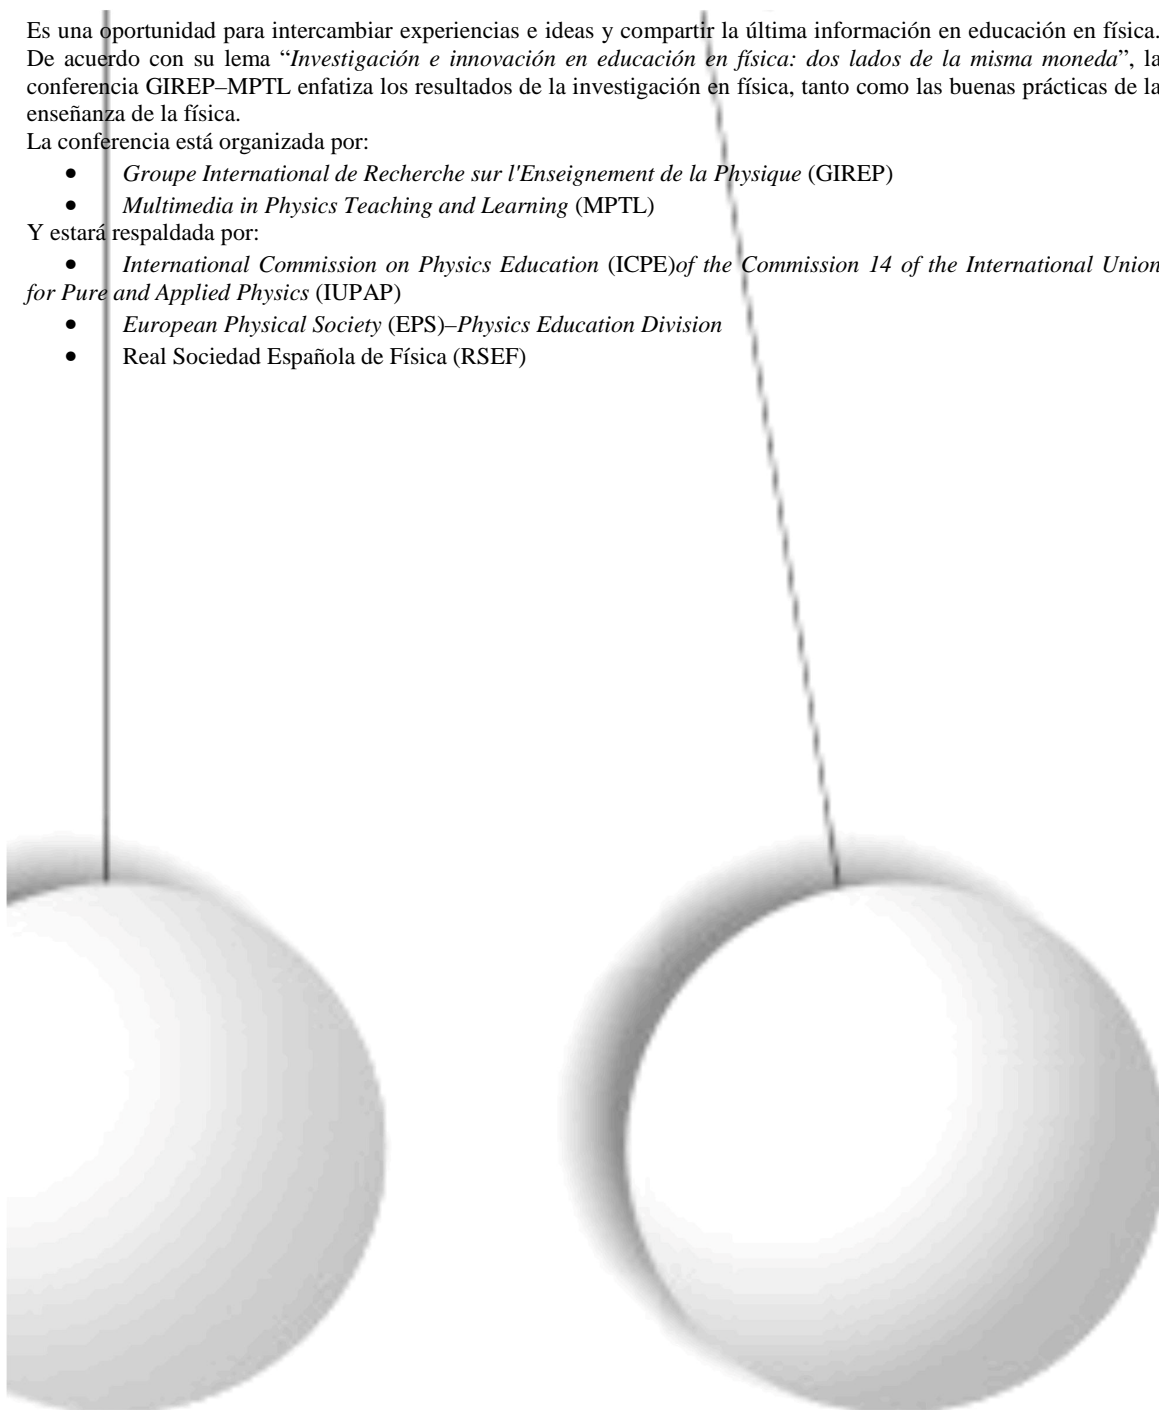 Es una oportunidad para intercambiar experiencias e ideas y compartir la última información en educación en física.
De acuerdo con su lema “Investigación e innovación en educación en física: dos lados de la misma moneda”, la
conferencia GIREP–MPTL enfatiza los resultados de la investigación en física, tanto como las buenas prácticas de la
enseñanza de la física.
La conferencia está organizada por:
• Groupe International de Recherche sur l'Enseignement de la Physique (GIREP)
• Multimedia in Physics Teaching and Learning (MPTL)
Y estará respaldada por:
• International Commission on Physics Education (ICPE)of the Commission 14 of the International Union
for Pure and Applied Physics (IUPAP)
• European Physical Society (EPS)–Physics Education Division
• Real Sociedad Española de Física (RSEF)